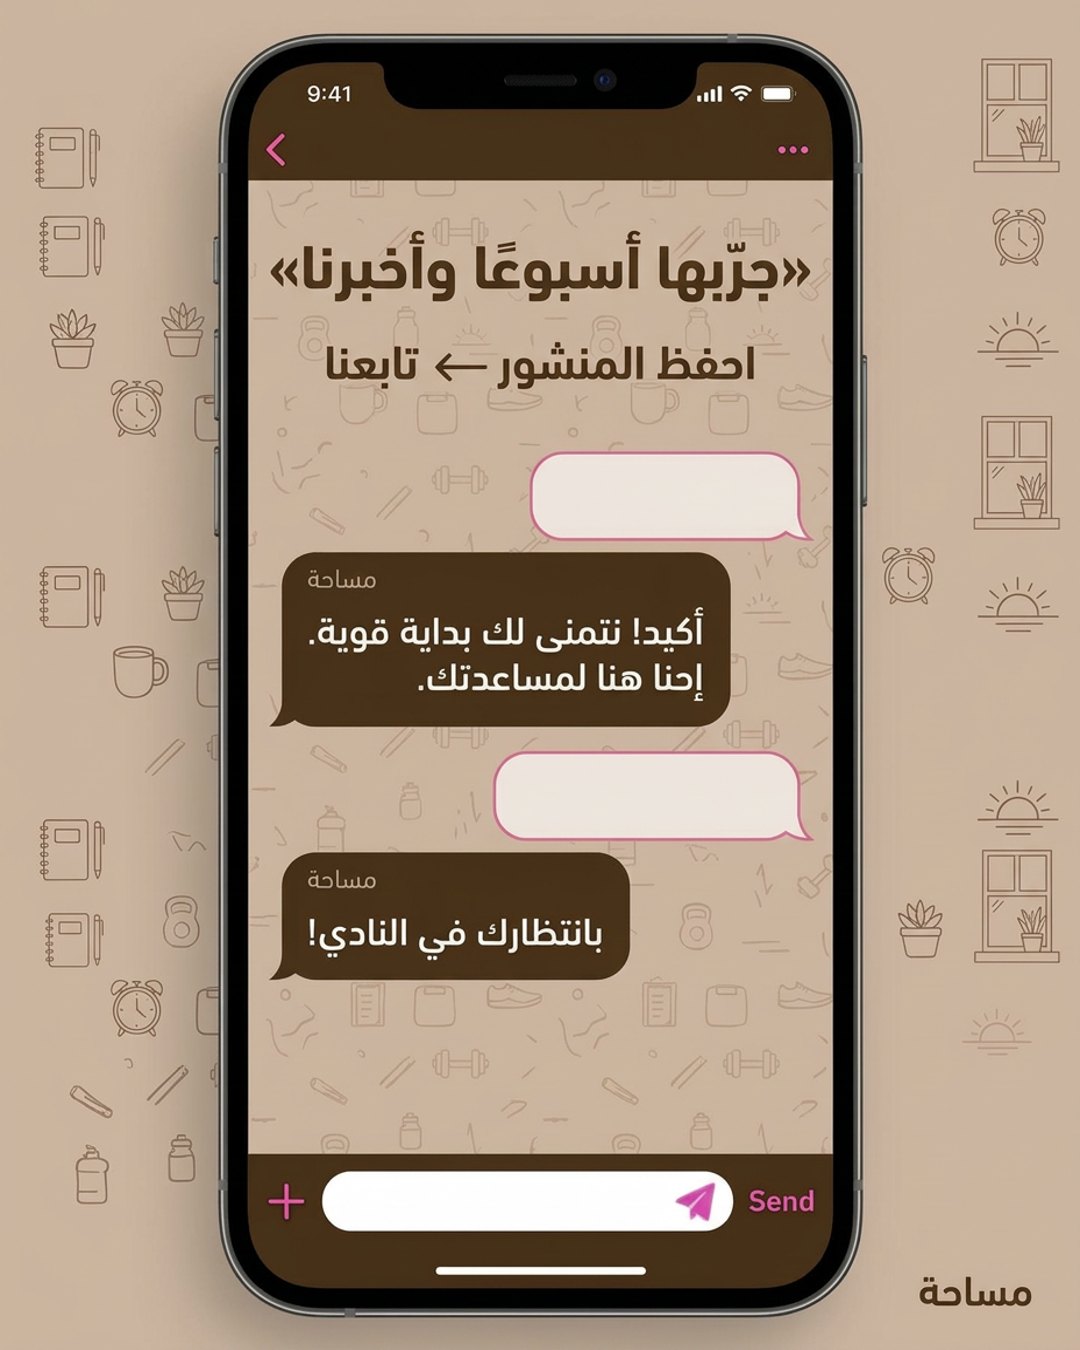 9:41
«جرّبها أسبوعًا وأخبرنا»
احفظ المنشور ← تابعنا
مساحة
أكيد! نتمنى لك بداية قوية.
إحنا هنا لمساعدتك.
مساحة
بانتظارك في النادي!
Send
مساحة